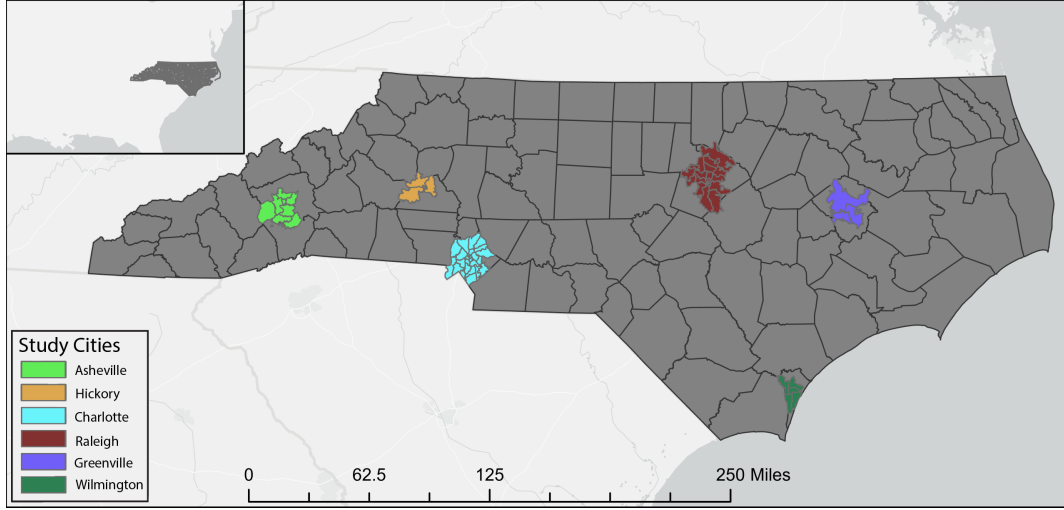 Study Cities
Asheville
Hickory
Charlotte
Raleigh
Greenville
Wilmington
0 62.5 125 250 Miles